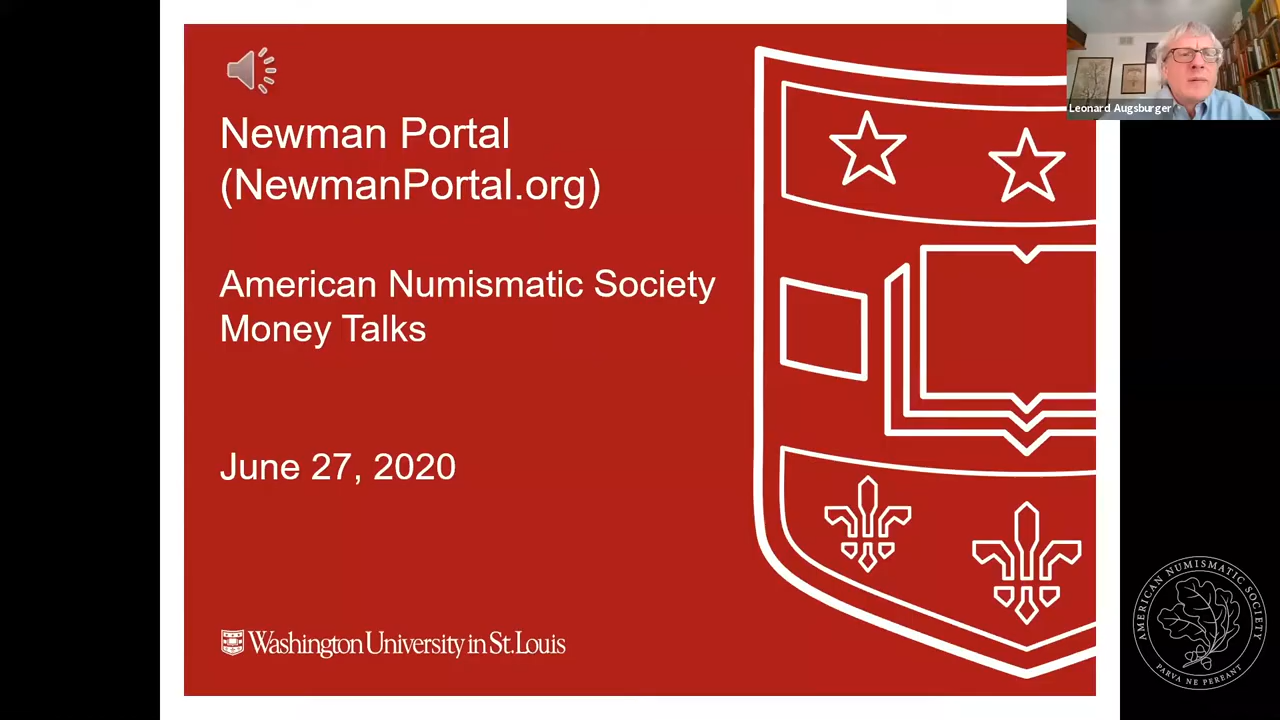 Newman Portal
(NewmanPortal.org)
American Numismatic Society
Money Talks
June 27, 2020
Washington University in St. Louis
Leonard Augsburger
AMERICAN NUMISMATIC SOCIETY
PARVA NE PEREANT